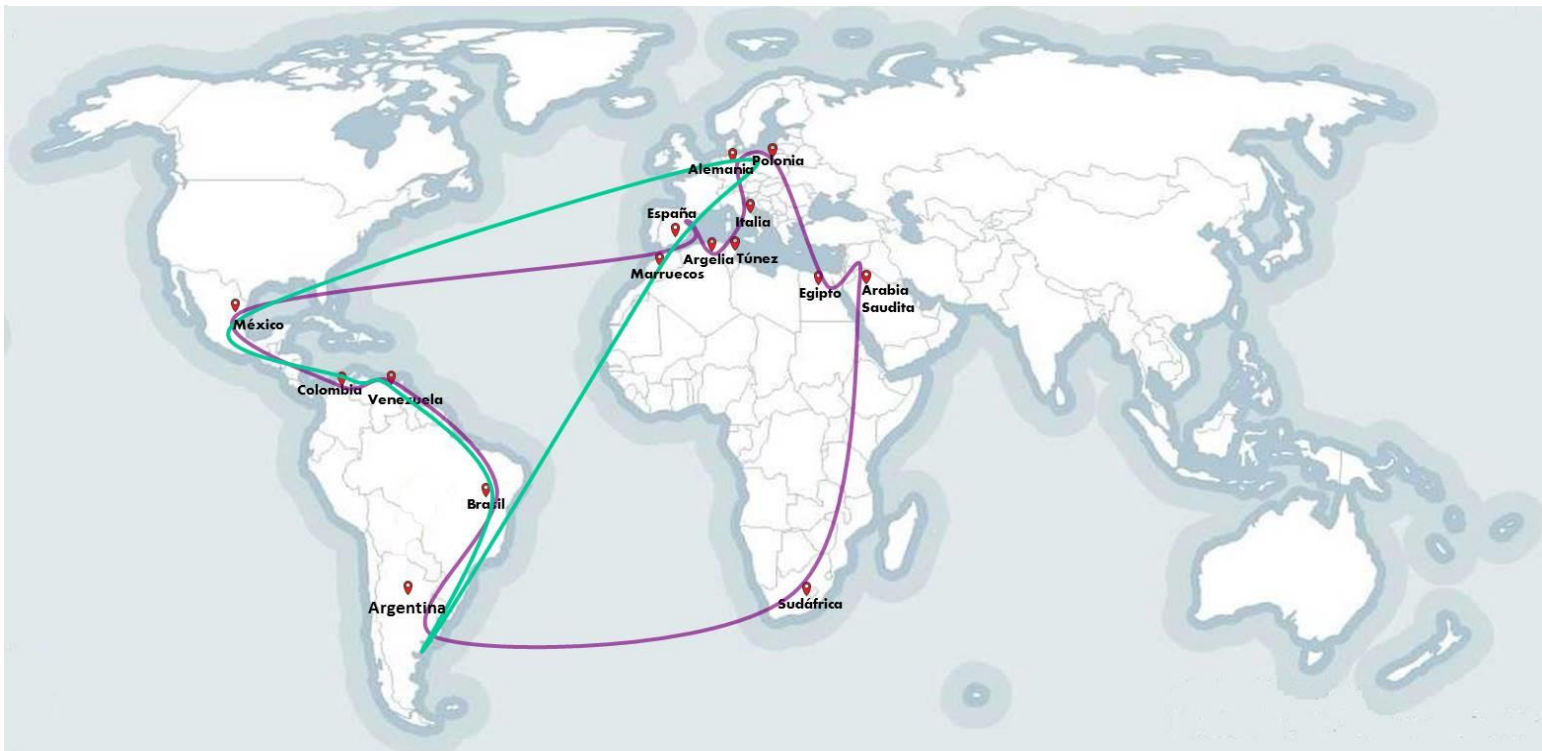 Alemania
Polonia
España
Italia
Argelia
Túnez
Marruecos
Egipto
Arabia
Saudita
México
Colombia
Venezuela
Brasil
Argentina
Sudáfrica